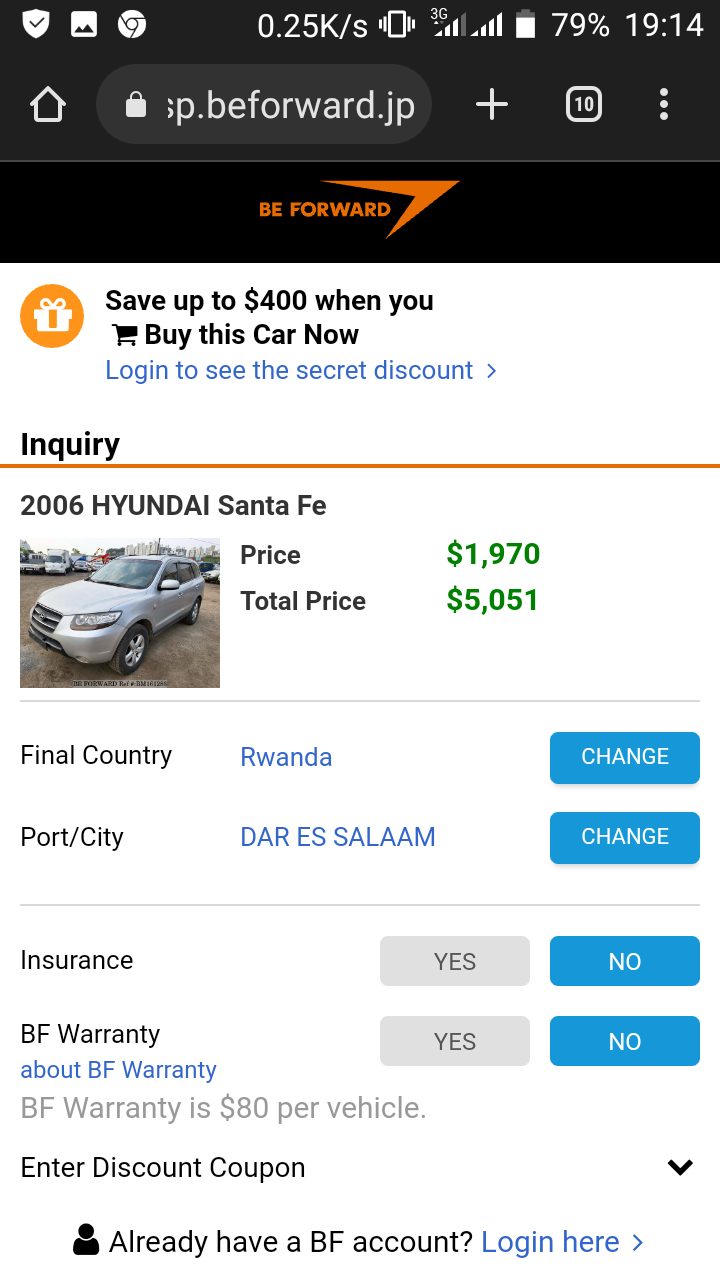 0.25K/s 3G 79% 19:14
sp.beforward.jp 10
BE FORWARD
Save up to $400 when you
Buy this Car Now
Login to see the secret discount >
Inquiry
2006 HYUNDAI Santa Fe
Price $1,970
Total Price $5,051
BE FORWARD Ref #:BM161286
Final Country Rwanda CHANGE
Port/City DAR ES SALAAM CHANGE
Insurance YES NO
BF Warranty YES NO
about BF Warranty
BF Warranty is $80 per vehicle.
Enter Discount Coupon
Already have a BF account? Login here >